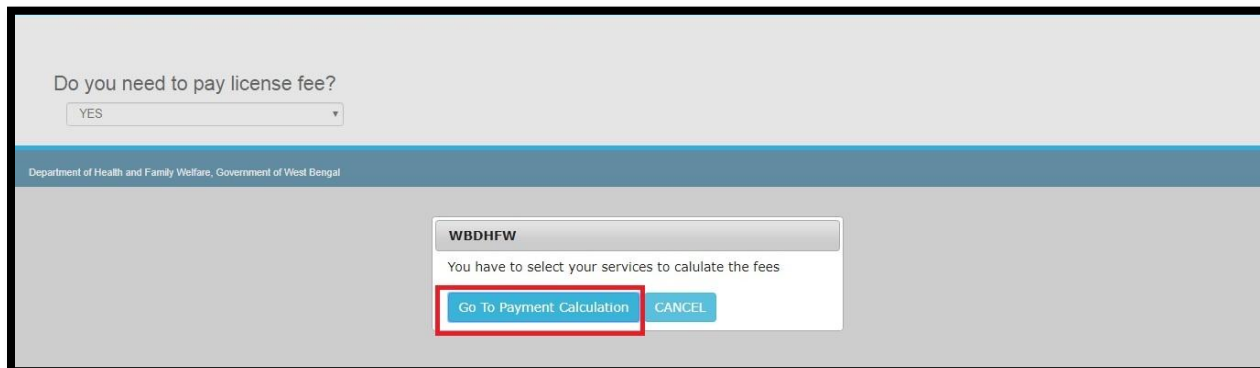 Do you need to pay license fee?
YES
Department of Health and Family Welfare, Government of West Bengal
WBDHFW
You have to select your services to calulate the fees
Go To Payment Calculation CANCEL